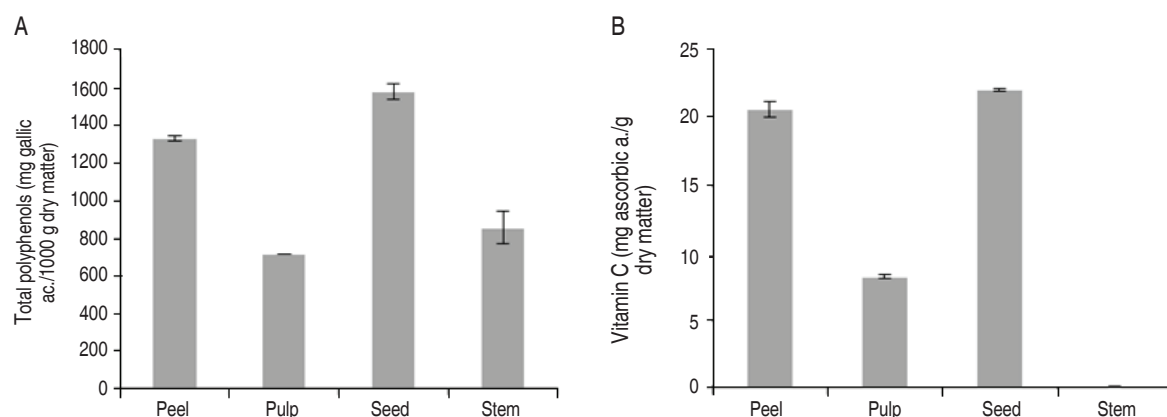 A
Total polyphenols (mg gallic
ac./1000 g dry matter)
1800
1600
1400
1200
1000
800
600
400
200
0
Peel Pulp Seed Stem
B
Vitamin C (mg ascorbic a./g
dry matter)
25
20
15
10
5
0
Peel Pulp Seed Stem